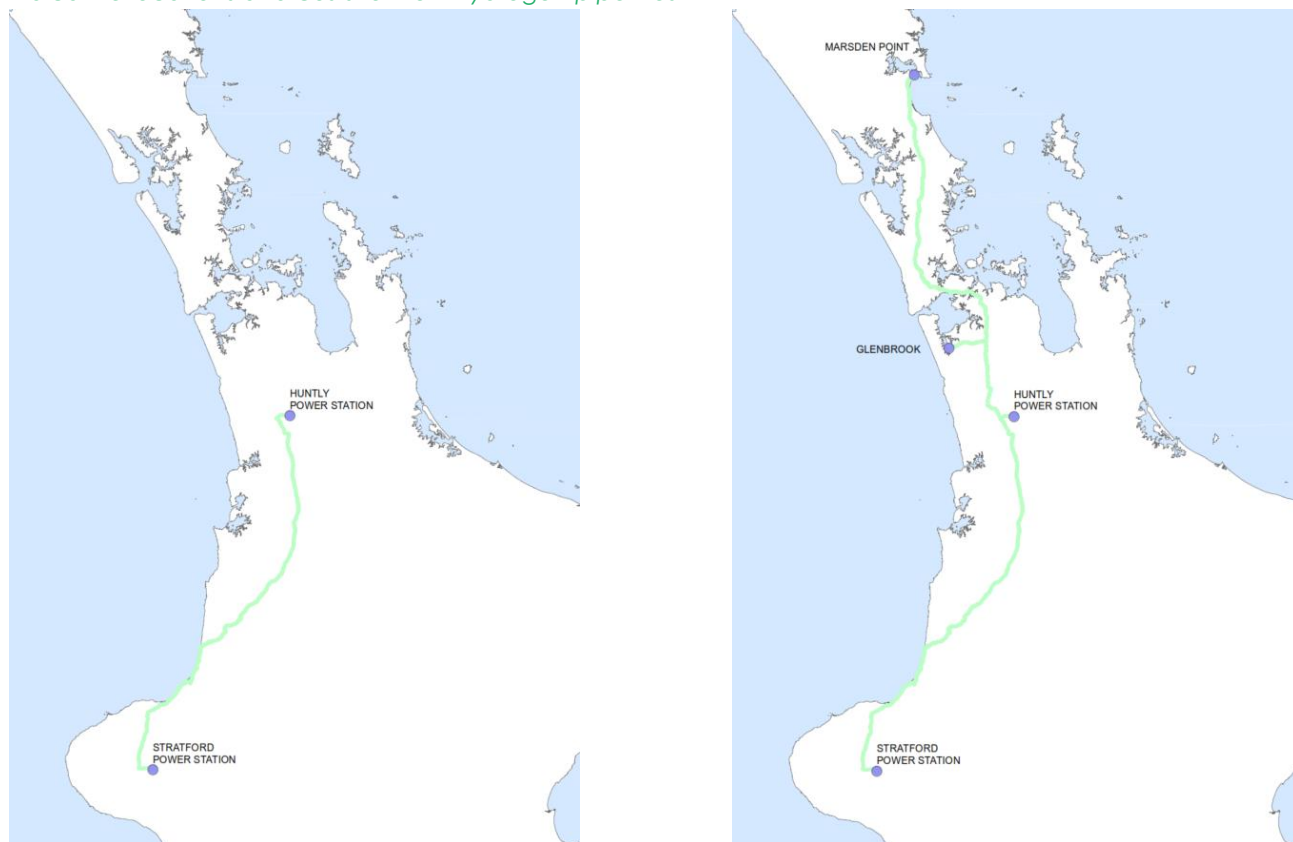 HUNTLY
POWER STATION
STRATFORD
POWER STATION
MARSDEN POINT
GLENBROOK
HUNTLY
POWER STATION
STRATFORD
POWER STATION